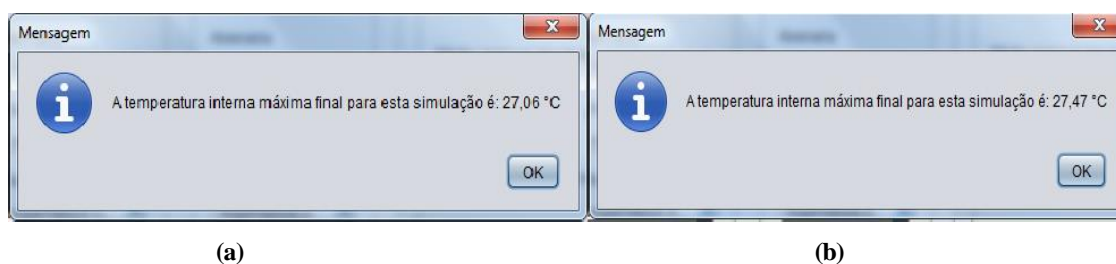 Mensagem
A temperatura interna máxima final para esta simulação é: 27,06 °C
OK
Mensagem
A temperatura interna máxima final para esta simulação é: 27,47 °C
OK
(a)
(b)